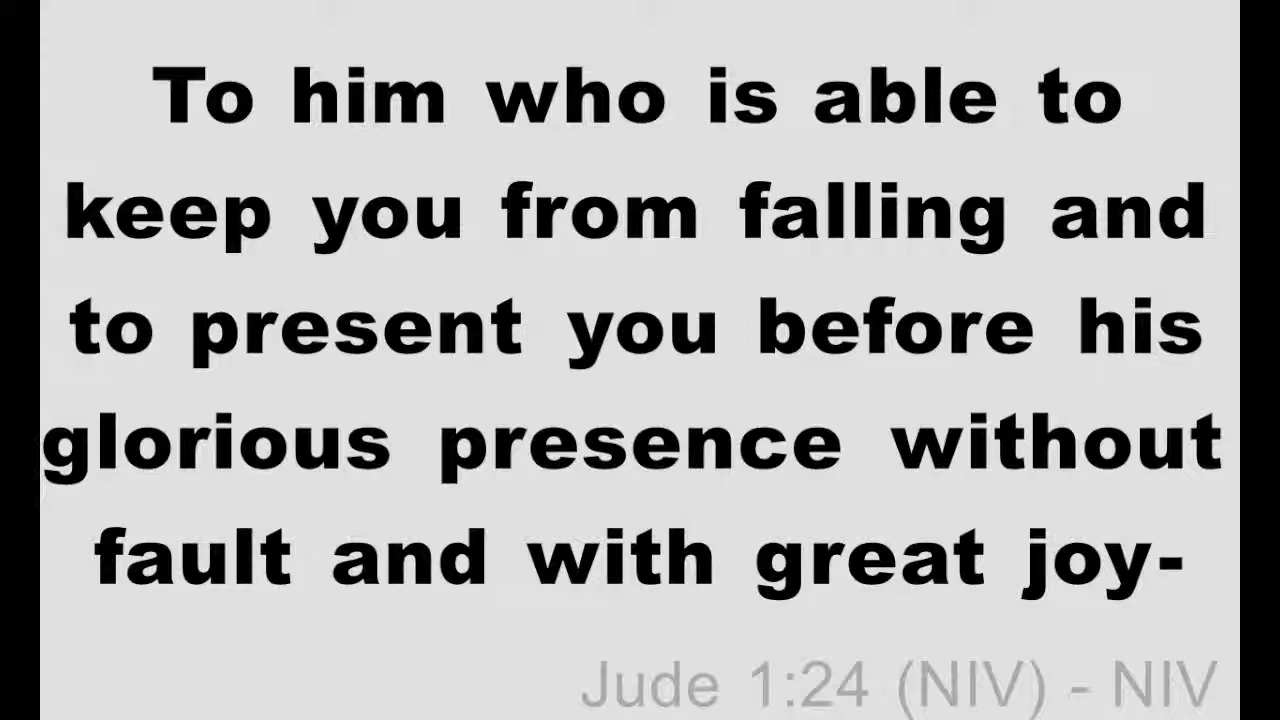 To him who is able to
keep you from falling and
to present you before his
glorious presence without
fault and with great joy-
Jude 1:24 (NIV) - NIV